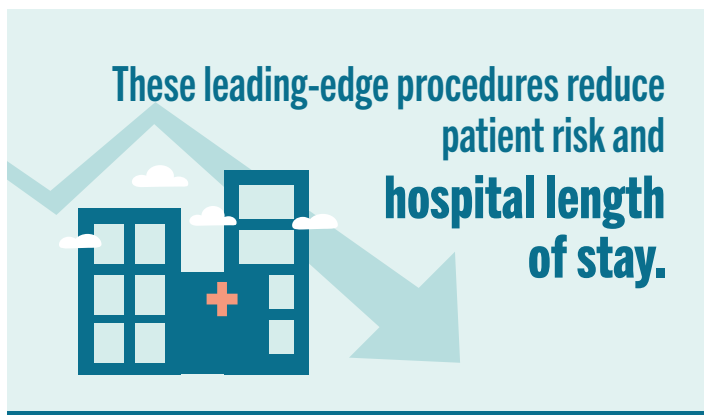 These leading-edge procedures reduce
patient risk and
hospital length
of stay.